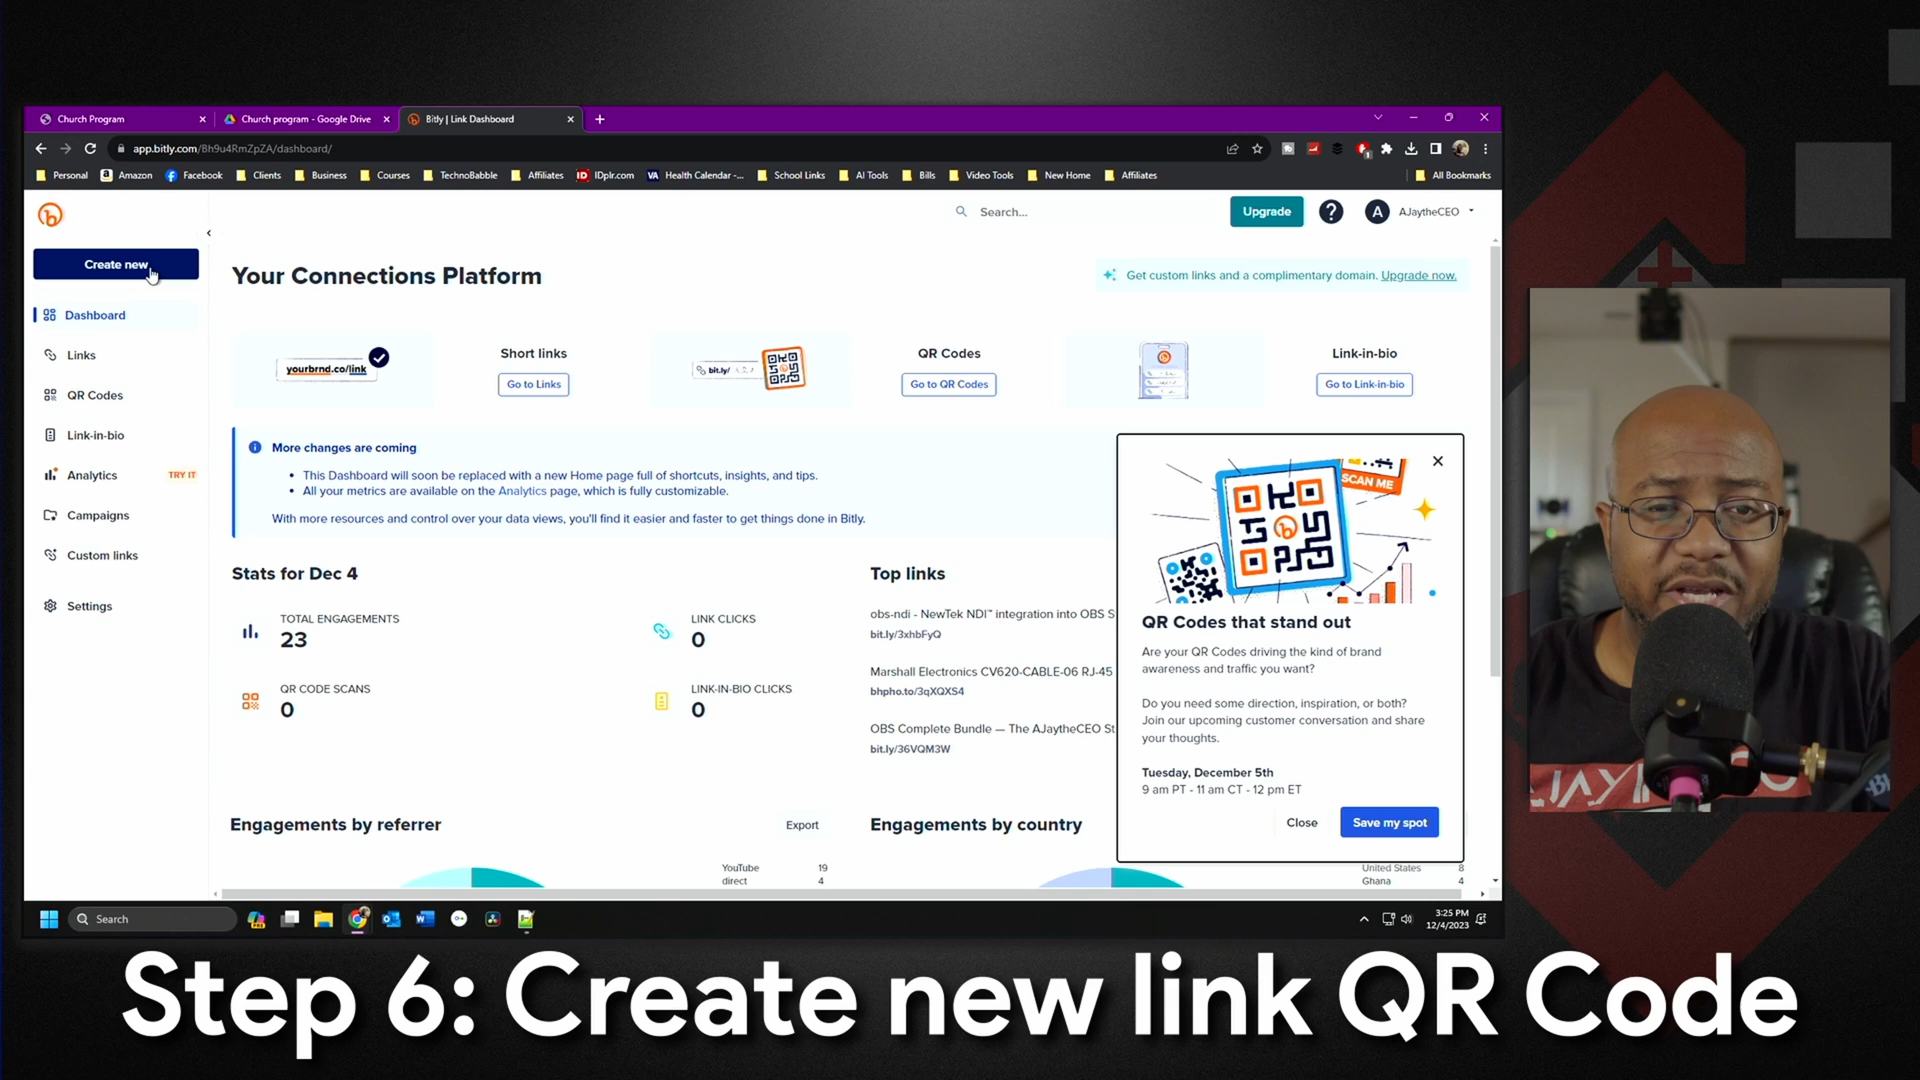 Church Program
Church program - Google Drive
Bitly | Link Dashboard
app.bitly.com/Bh9u4RmZpZA/dashboard/
Personal
Amazon
Facebook
Clients
Business
Courses
TechnoBabble
Affiliates
IDplr.com
Health Calendar -...
School Links
AI Tools
Bills
Video Tools
New Home
Affiliates
All Bookmarks
Search...
Upgrade
?
A
AJaytheCEO
Create new
Your Connections Platform
Get custom links and a complimentary domain. Upgrade now.
Dashboard
Links
QR Codes
Link-in-bio
Analytics
TRY IT
Campaigns
Custom links
Settings
yourbrnd.co/link
Short links
Go to Links
bit.ly/
QR Codes
Go to QR Codes
Link-in-bio
Go to Link-in-bio
More changes are coming
• This Dashboard will soon be replaced with a new Home page full of shortcuts, insights, and tips.
• All your metrics are available on the Analytics page, which is fully customizable.
With more resources and control over your data views, you'll find it easier and faster to get things done in Bitly.
Stats for Dec 4
TOTAL ENGAGEMENTS
23
LINK CLICKS
0
QR CODE SCANS
0
LINK-IN-BIO CLICKS
0
Top links
obs-ndi - NewTek NDI™ integration into OBS S
bit.ly/3xhbFyQ
Marshall Electronics CV620-CABLE-06 RJ-45
bhpho.to/3qXQXS4
OBS Complete Bundle — The AJaytheCEO St
bit.ly/36VQM3W
Engagements by referrer
Export
YouTube 19
direct 4
Engagements by country
United States 8
Ghana 4
SCAN ME
QR Codes that stand out
Are your QR Codes driving the kind of brand
awareness and traffic you want?
Do you need some direction, inspiration, or both?
Join our upcoming customer conversation and share
your thoughts.
Tuesday, December 5th
9 am PT - 11 am CT - 12 pm ET
Close
Save my spot
Search
3:25 PM
12/4/2023
Step 6: Create new link QR Code